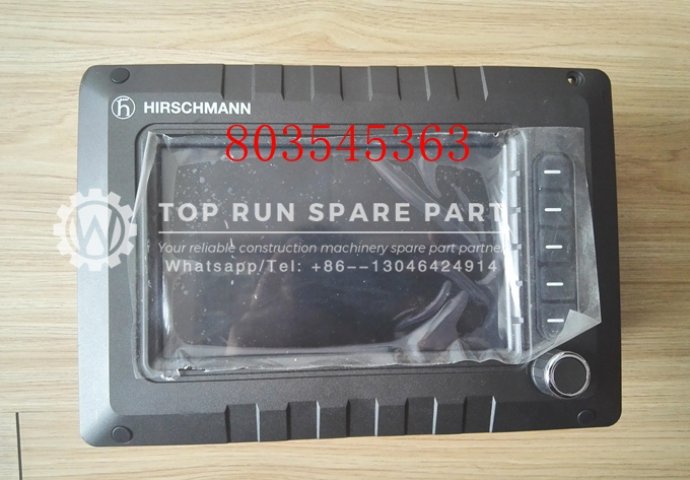 HIRSCHMANN
803545363
TOP RUN SPARE PART
Your reliable construction machinery spare part partner
Whatsapp/Tel: +86--13046424914